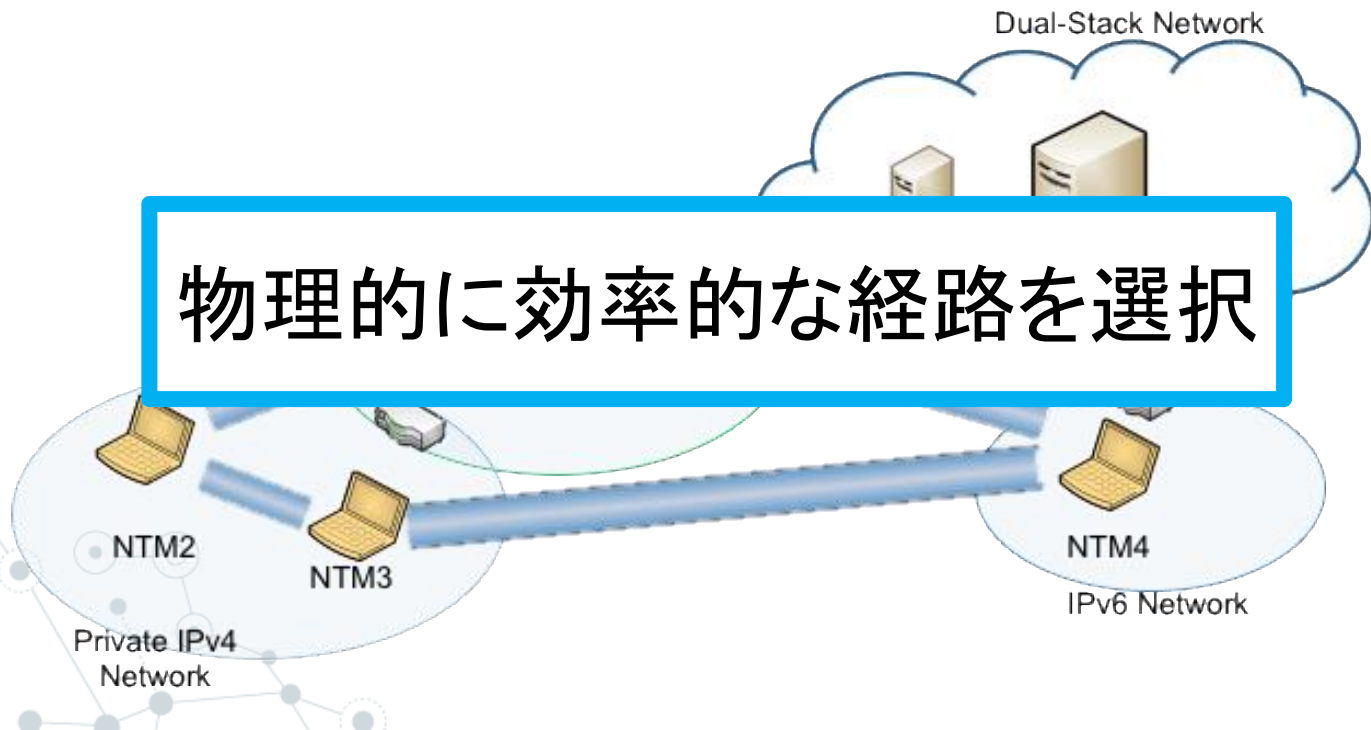 Dual-Stack Network
物理的に効率的な経路を選択
NTM2
NTM3
NTM4
IPv6 Network
Private IPv4
Network